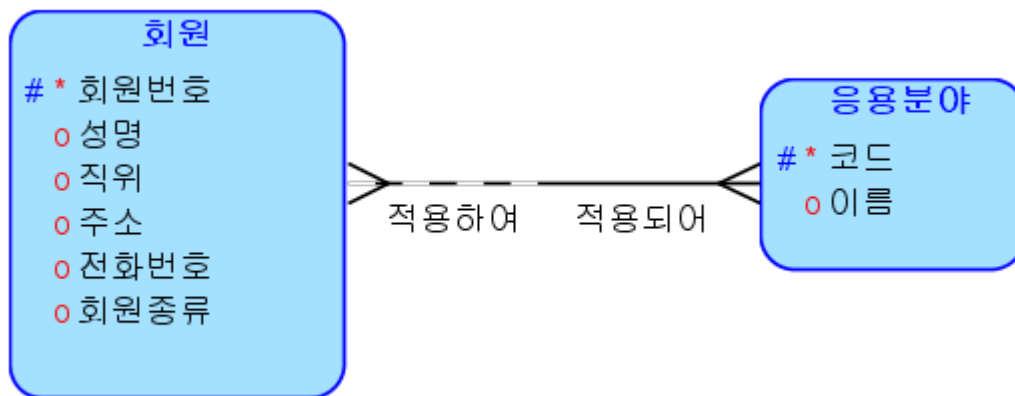 회원
# * 회원번호
o 성명
o 직위
o 주소
o 전화번호
o 회원종류
적용하여
적용되어
응용분야
# * 코드
o 이름